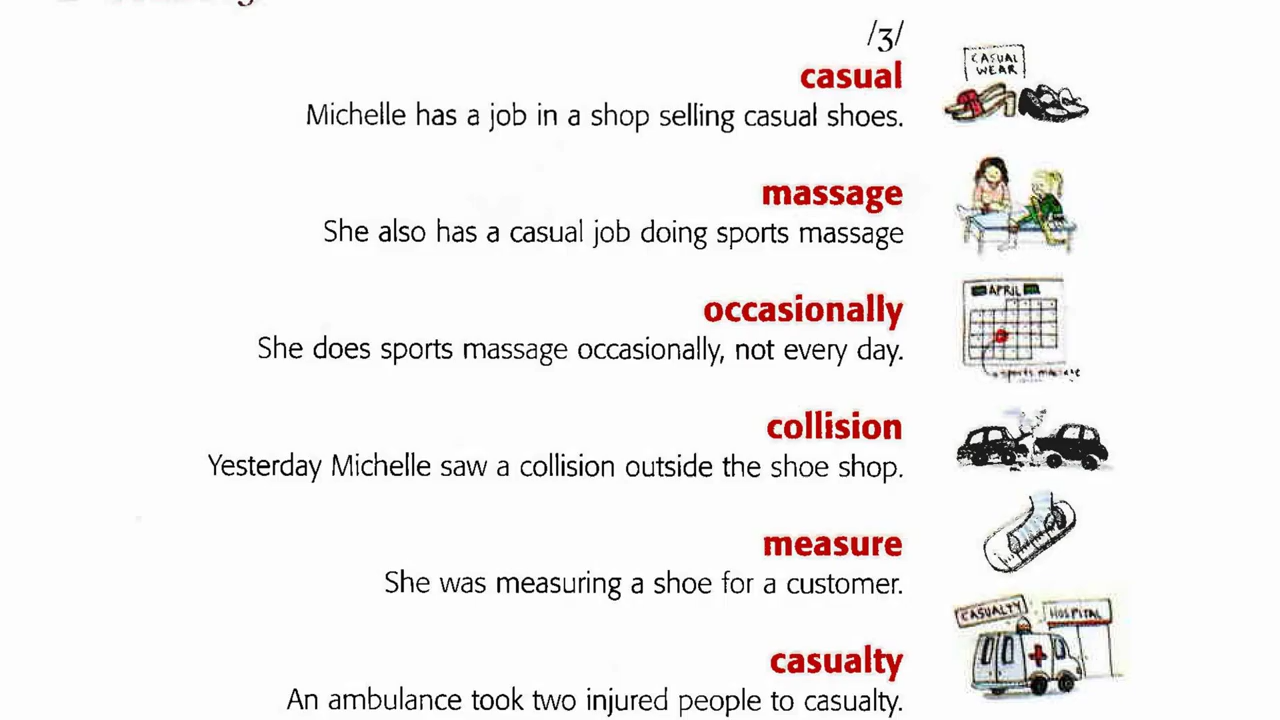 /ʒ/
casual
CASUAL
WEAR
Michelle has a job in a shop selling casual shoes.
massage
She also has a casual job doing sports massage
occasionally
APRIL
She does sports massage occasionally, not every day.
sports
collision
Yesterday Michelle saw a collision outside the shoe shop.
measure
She was measuring a shoe for a customer.
CASUALTY
HOSPITAL
casualty
An ambulance took two injured people to casualty.